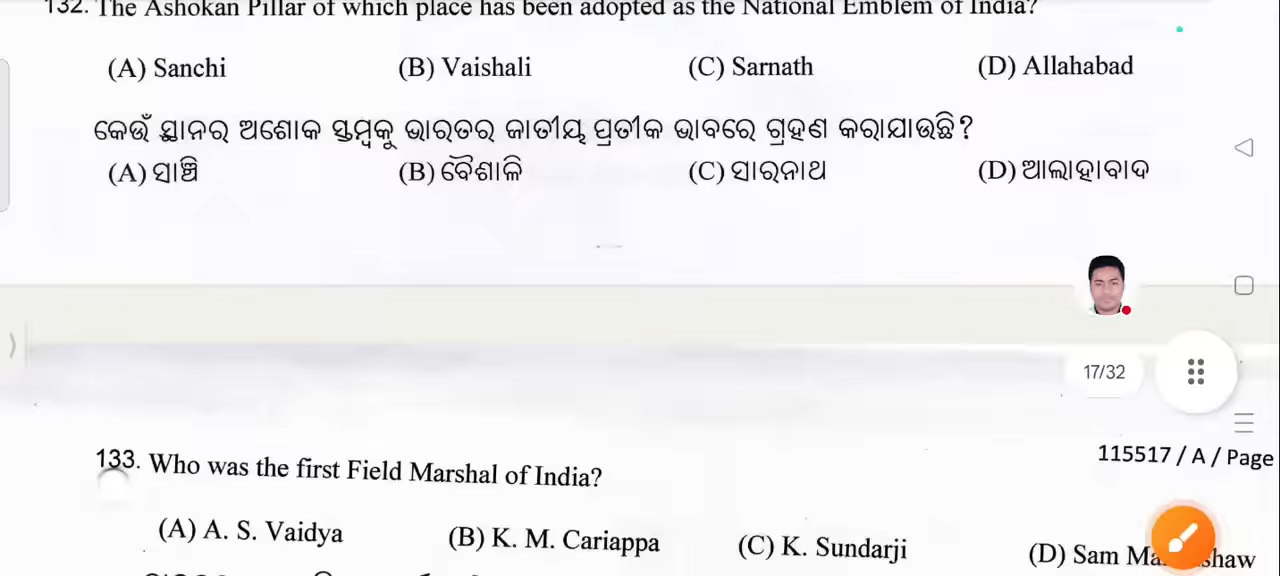 132. The Ashokan Pillar of which place has been adopted as the National Emblem of India?
(A) Sanchi (B) Vaishali (C) Sarnath (D) Allahabad
କେଉଁ ସ୍ଥାନର ଅଶୋକ ସ୍ତମ୍ଭକୁ ଭାରତର ଜାତୀୟ ପ୍ରତୀକ ଭାବରେ ଗ୍ରହଣ କରାଯାଉଛି?
(A) ସାଞ୍ଚି (B) ବୈଶାଳି (C) ସାରନାଥ (D) ଆଲାହାବାଦ
17/32
115517 / A / Page
133. Who was the first Field Marshal of India?
(A) A. S. Vaidya (B) K. M. Cariappa (C) K. Sundarji (D) Sam